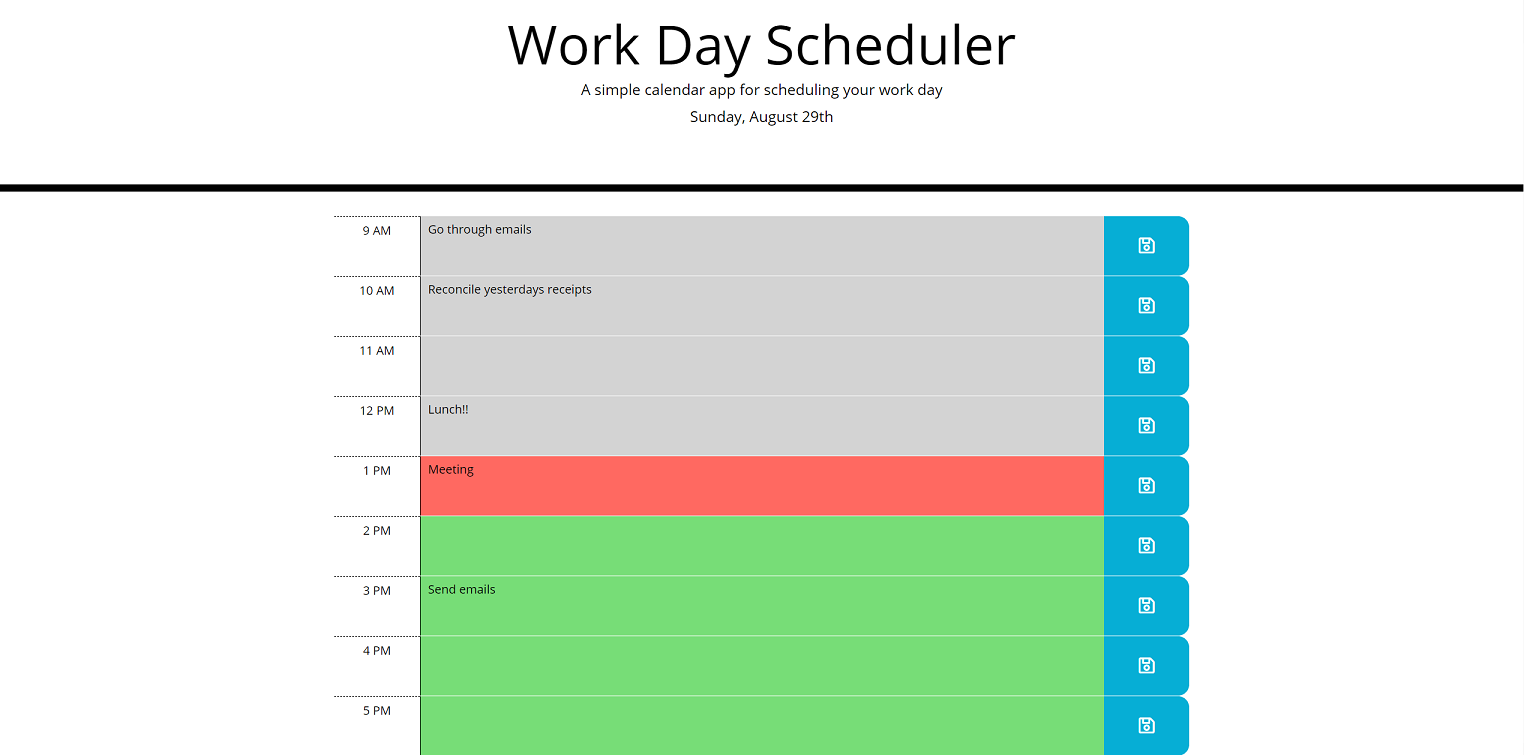 Work Day Scheduler
A simple calendar app for scheduling your work day
Sunday, August 29th
9 AM
Go through emails
10 AM
Reconcile yesterdays receipts
11 AM
12 PM
Lunch!!
1 PM
Meeting
2 PM
3 PM
Send emails
4 PM
5 PM